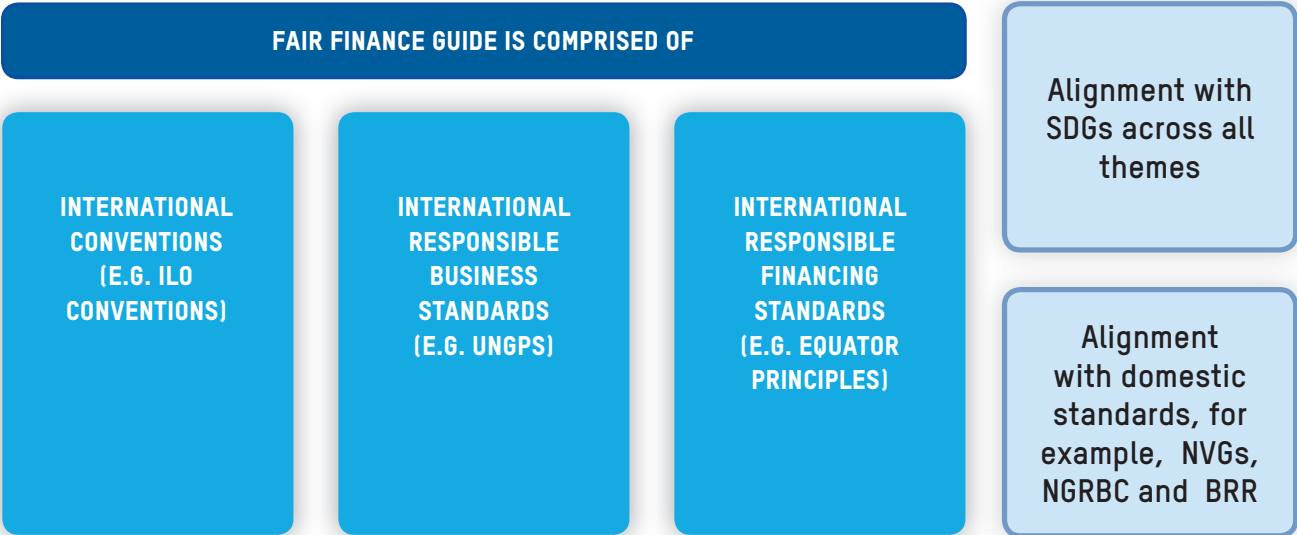 FAIR FINANCE GUIDE IS COMPRISED OF
INTERNATIONAL
CONVENTIONS
(E.G. ILO
CONVENTIONS)
INTERNATIONAL
RESPONSIBLE
BUSINESS
STANDARDS
(E.G. UNGPS)
INTERNATIONAL
RESPONSIBLE
FINANCING
STANDARDS
(E.G. EQUATOR
PRINCIPLES)
Alignment with
SDGs across all
themes
Alignment
with domestic
standards, for
example, NVGs,
NGRBC and BRR